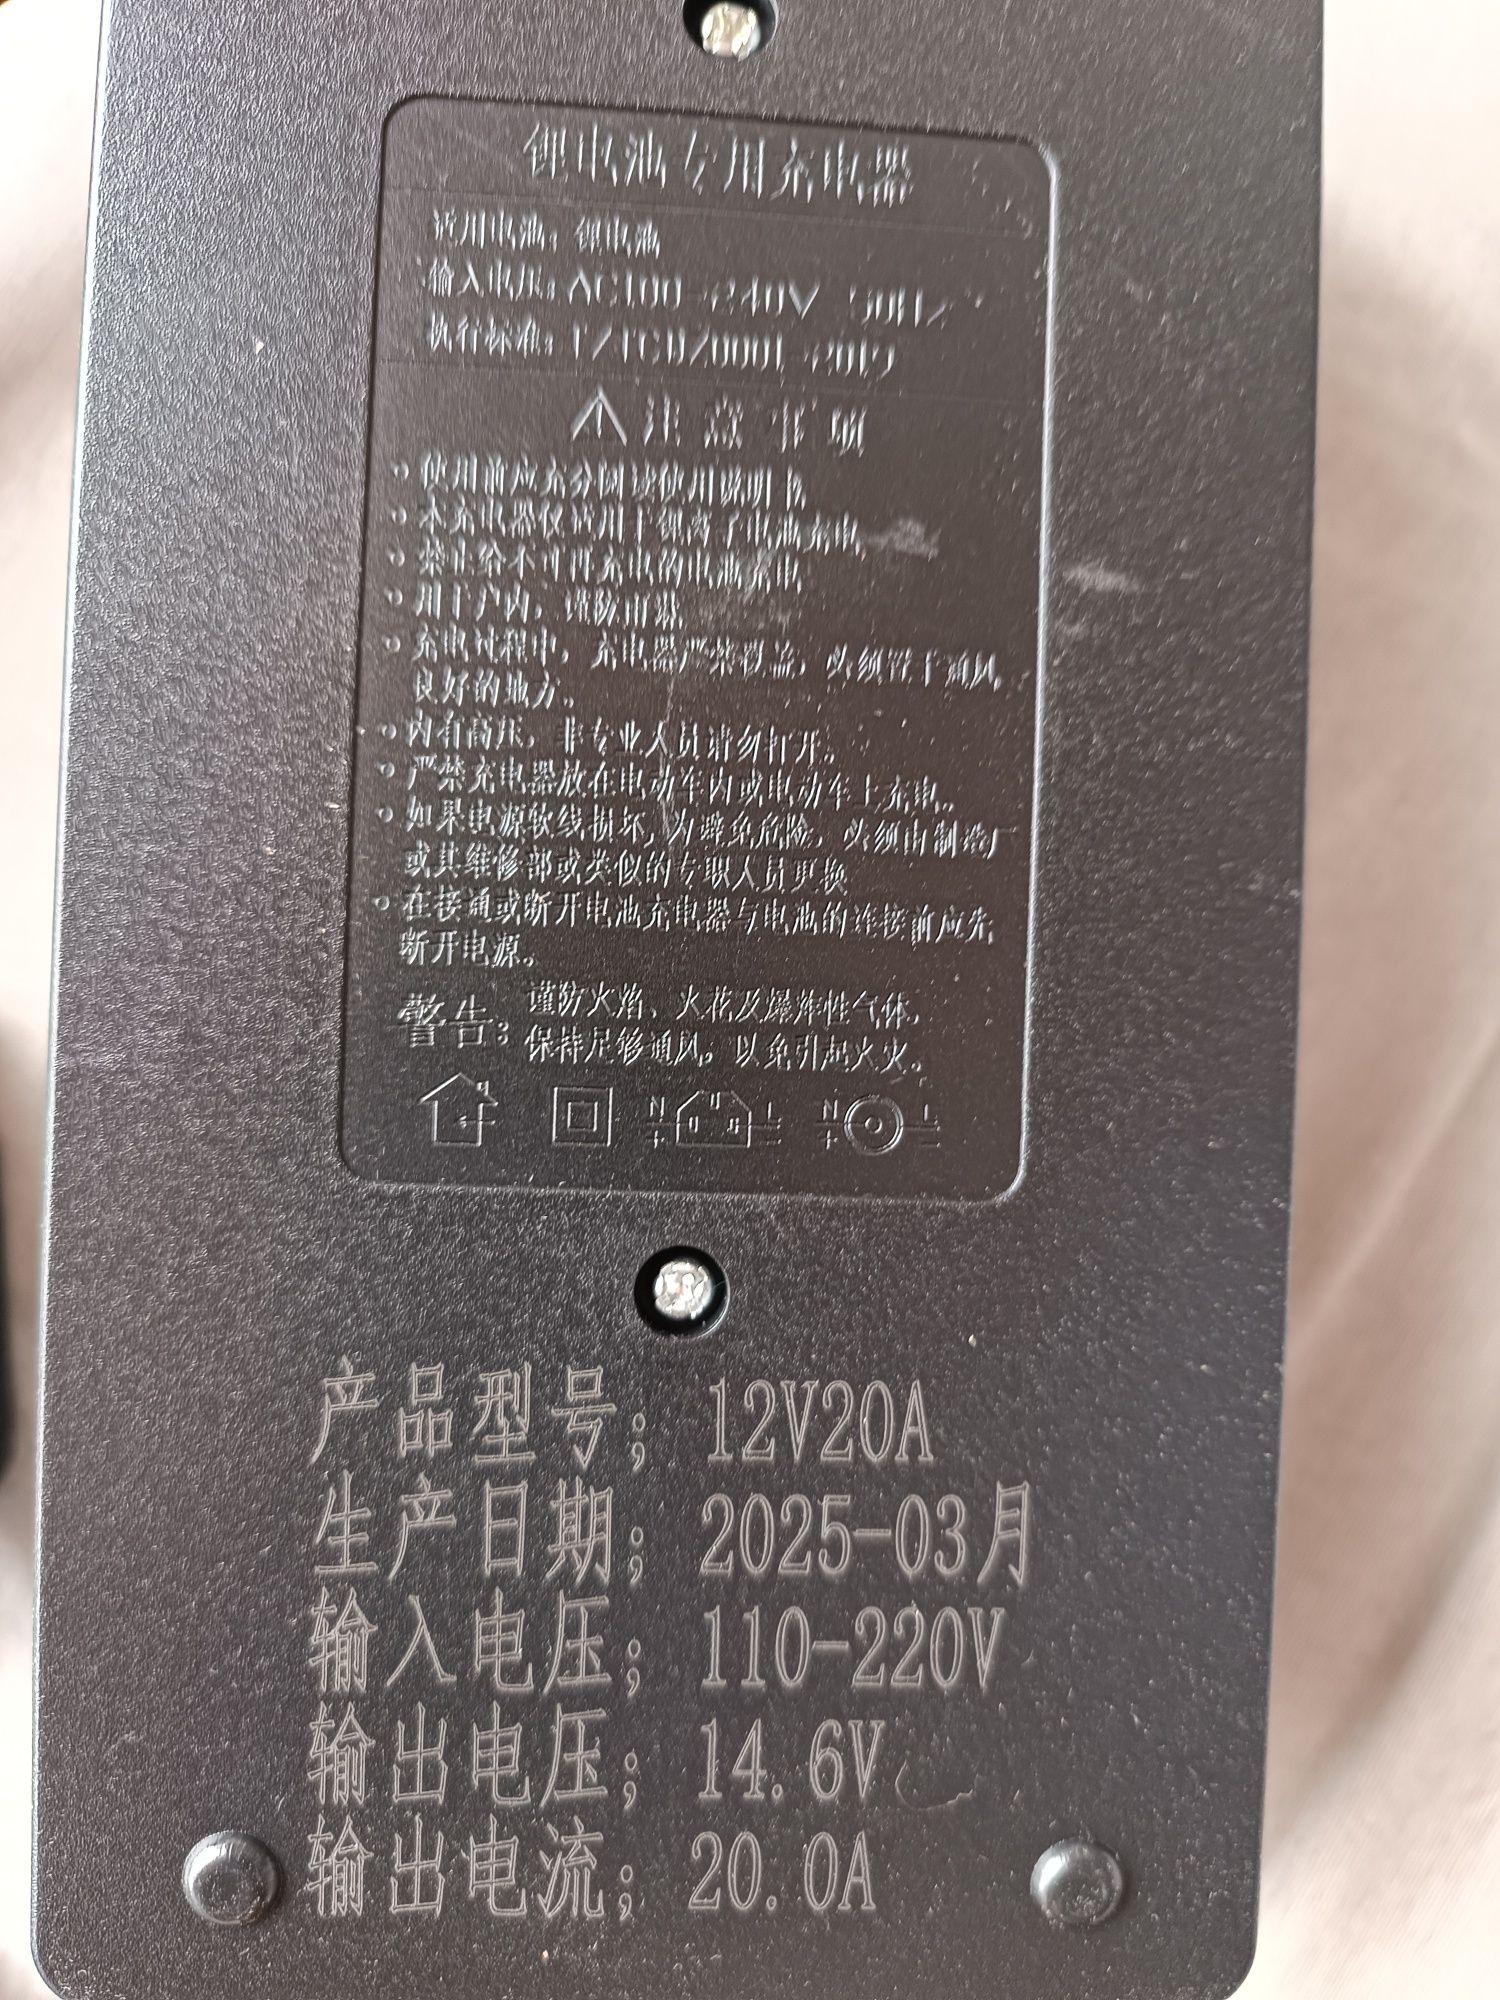 锂电池专用充电器
适用电池：锂电池
输入电压：AC100-240V 50HZ
执行标准：T/ZTCBZ0001-2019
注意事项
使用前应充分阅读使用说明书
本充电器仅适用于锂离子电池充电
禁止给不可再充电的电池充电
用于户内，谨防雨淋
充电过程中，充电器严禁覆盖，必须置于通风
良好的地方。
内有高压，非专业人员请勿打开。
严禁充电器放在电动车内或电动车上充电。
如果电源软线损坏，为避免危险，必须由制造厂
或其维修部或类似的专职人员更换
在接通或断开电池充电器与电池的连接前应先
断开电源。
警告：谨防火焰、火花及爆炸性气体，
保持足够通风，以免引起火灾。
N L N L
产品型号; 12V20A
生产日期; 2025-03月
输入电压; 110-220V
输出电压; 14.6V
输出电流; 20.0A